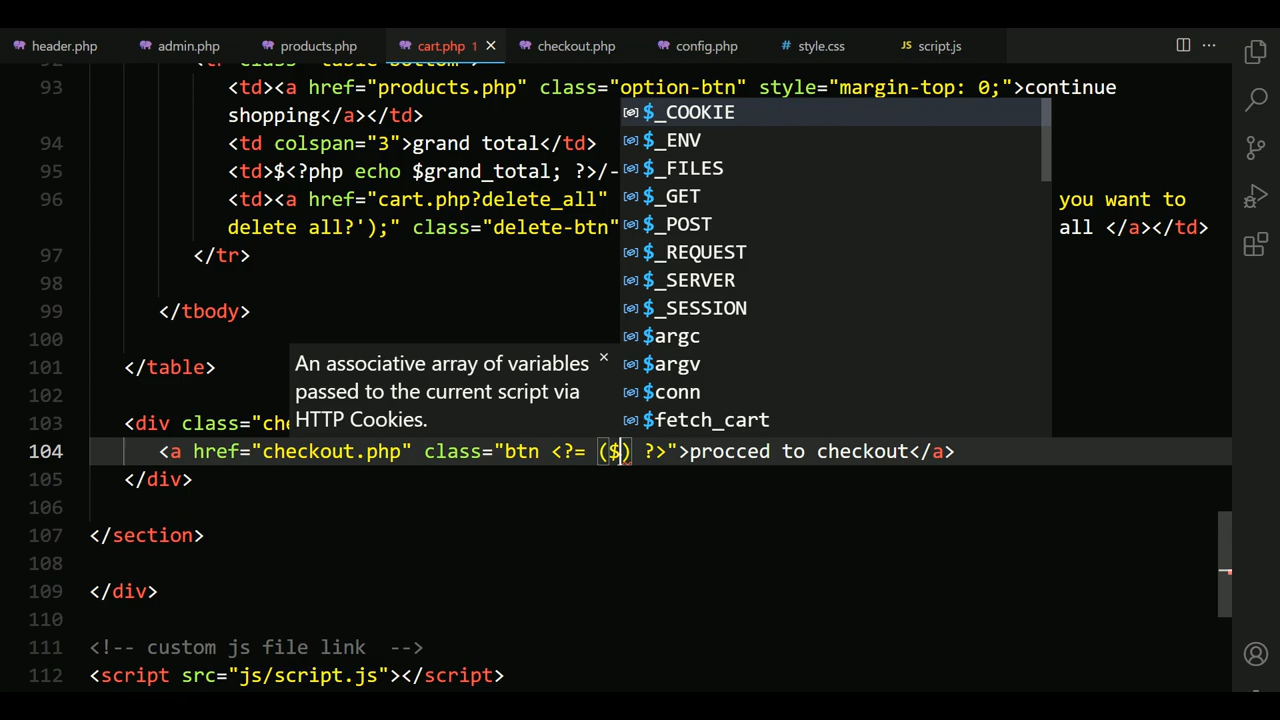 header.php admin.php products.php cart.php 1 × checkout.php config.php # style.css JS script.js ...
93 <td><a href="products.php" class="option-btn" style="margin-top: 0;">continue
shopping</a></td>
94 <td colspan="3">grand total</td>
95 <td>$<?php echo $grand_total; ?>/-
96 <td><a href="cart.php?delete_all" you want to
delete all?');" class="delete-btn" all </a></td>
97 </tr>
98
99 </tbody>
100
101 </table>
102
103 <div class="che
104 <a href="checkout.php" class="btn <?= ($) ?>">procced to checkout</a>
105 </div>
106
107 </section>
108
109 </div>
110
111 <!-- custom js file link -->
112 <script src="js/script.js"></script>
$_COOKIE
$_ENV
$_FILES
$_GET
$_POST
$_REQUEST
$_SERVER
$_SESSION
$argc
$argv
$conn
$fetch_cart
An associative array of variables ×
passed to the current script via
HTTP Cookies.